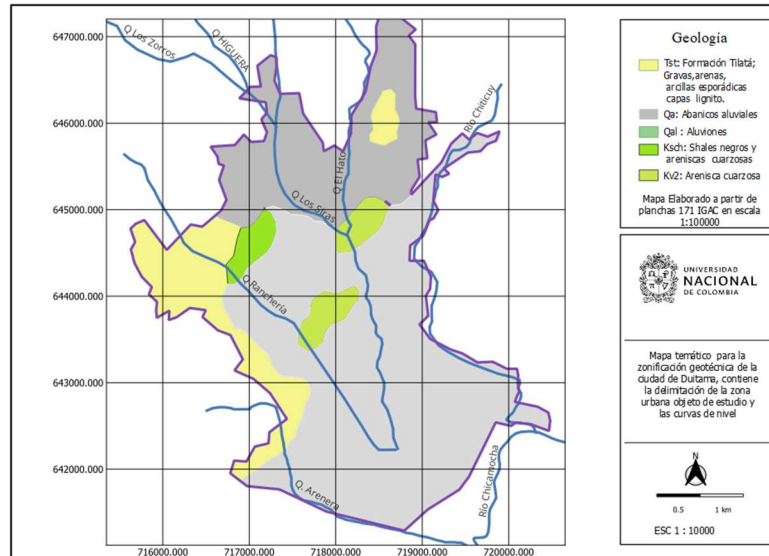 647000.000
646000.000
645000.000
644000.000
643000.000
642000.000
716000.000
717000.000
718000.000
719000.000
720000.000
Q Los Zorros
Q HIGUERA
Río Chiticuy
Q El Hato
Q Los Siras
Q Ranchería
Q. Arenera
Río Chicamocha
Geología
Tst: Formación Tilatá;
Gravas,arenas,
arcillas esporádicas
capas lignito.
Qa: Abanicos aluviales
Qal : Aluviones
Ksch: Shales negros y
areniscas cuarzosas
Kv2: Arenisca cuarzosa
Mapa Elaborado a partir de
planchas 171 IGAC en escala
1:100000
UNIVERSIDAD
NACIONAL
DE COLOMBIA
Mapa temático para la
zonificación geotécnica de la
ciudad de Duitama, contiene
la delimitación de la zona
urbana objeto de estudio y
las curvas de nivel
N
0.5 1 km
ESC 1 : 10000